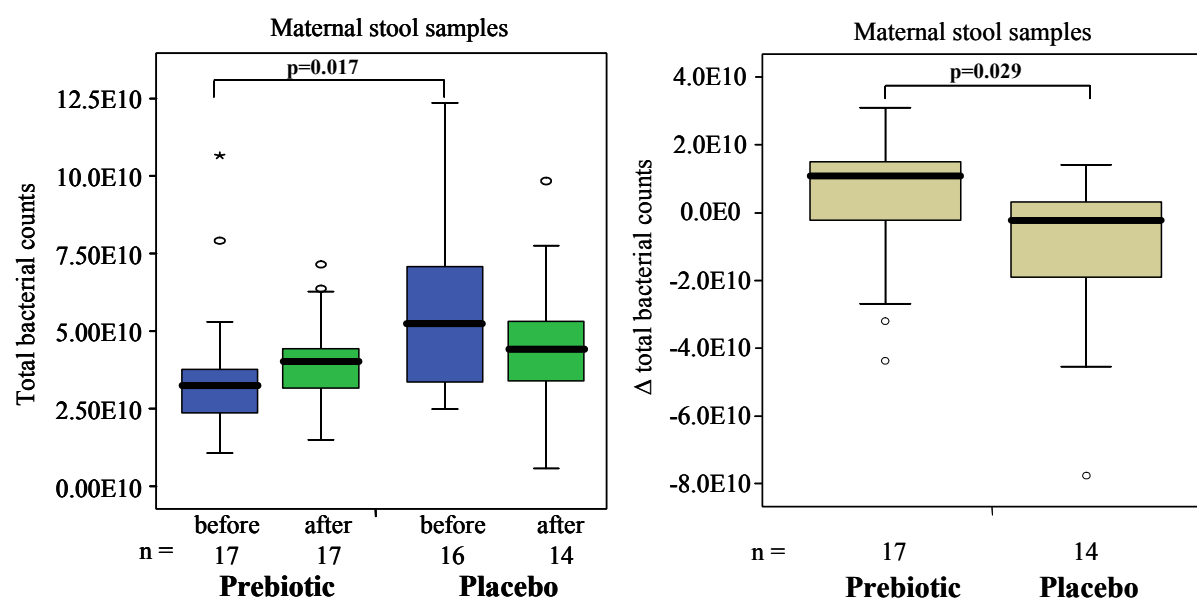 Maternal stool samples
p=0.017
Total bacterial counts
12.5E10
10.0E10
7.50E10
5.00E10
2.50E10
0.00E10
before after before after
n = 17 17 16 14
Prebiotic Placebo
Maternal stool samples
p=0.029
Δ total bacterial counts
4.0E10
2.0E10
0.0E0
-2.0E10
-4.0E10
-6.0E10
-8.0E10
n = 17 14
Prebiotic Placebo